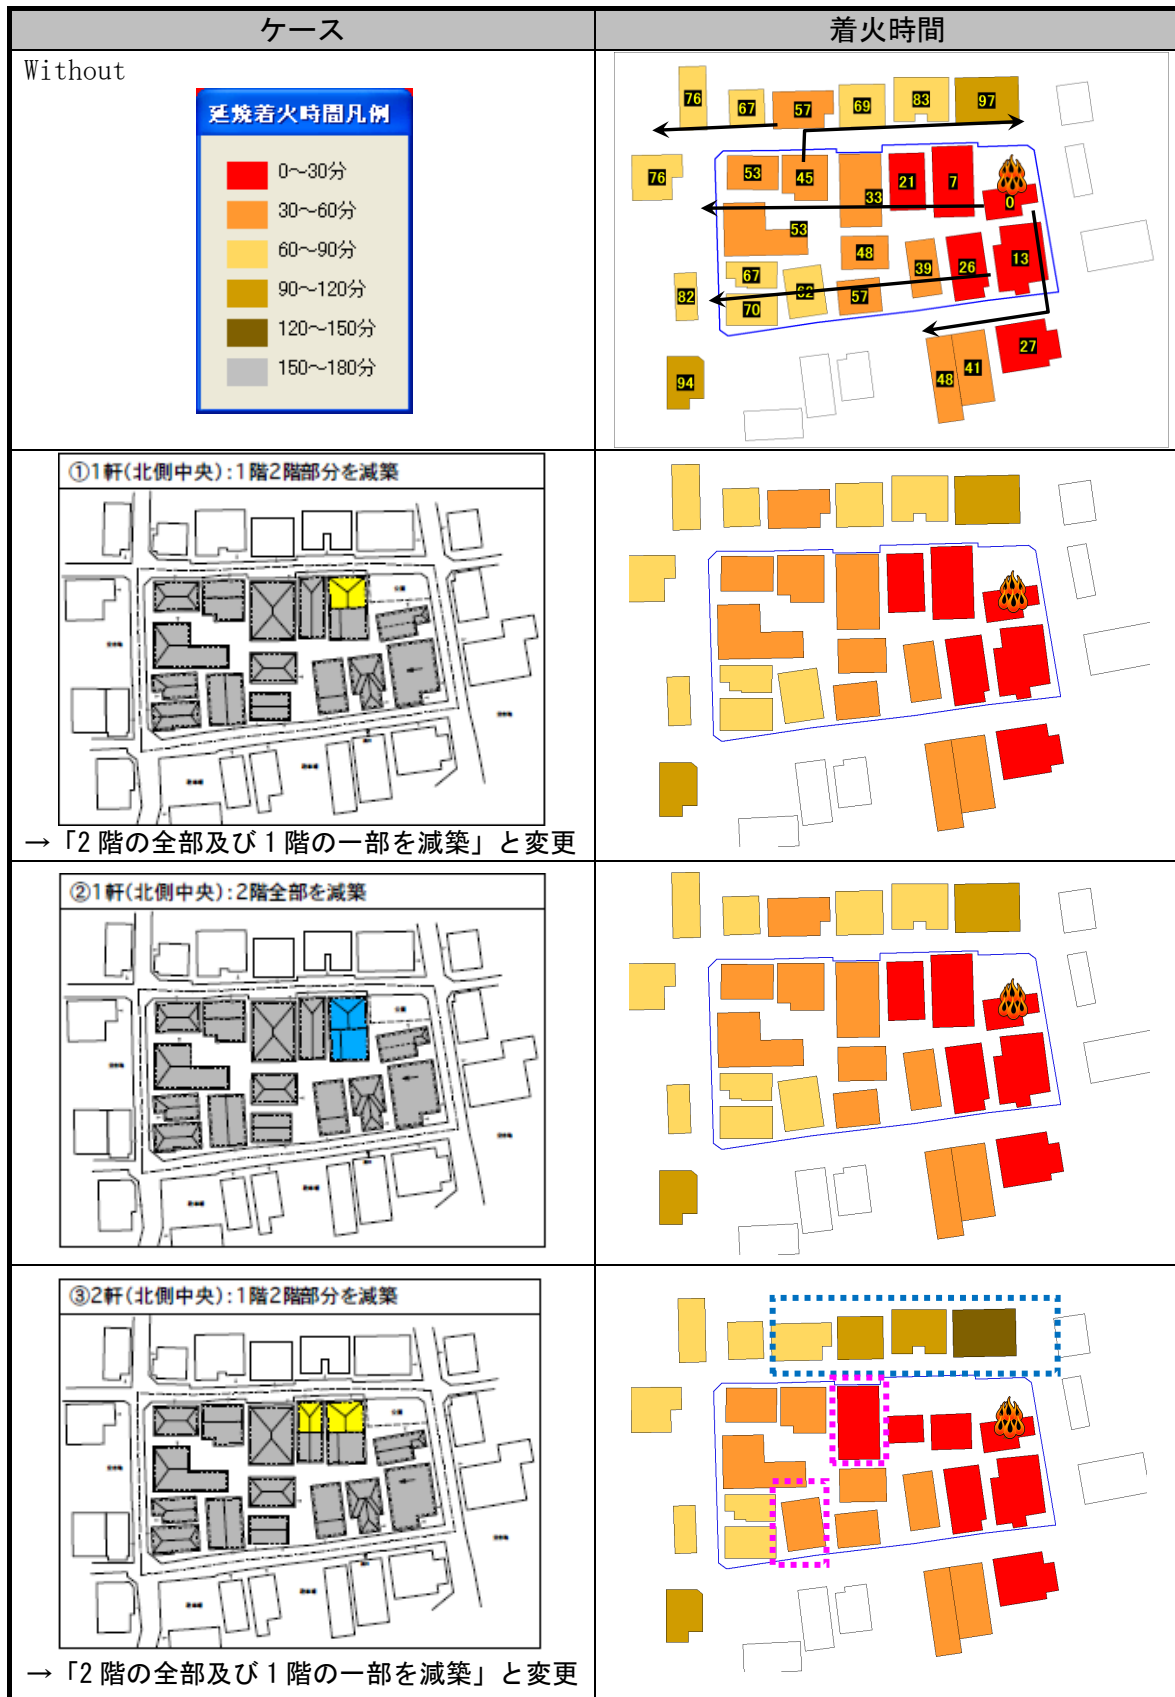 ケース
着火時間
Without
延焼着火時間凡例
0～30分
30～60分
60～90分
90～120分
120～150分
150～180分
76
67
57
69
83
97
76
53
45
33
21
7
0
53
48
39
26
13
67
62
82
70
57
27
94
48
41
①1軒(北側中央):1階2階部分を減築
→「2階の全部及び1階の一部を減築」と変更
②1軒(北側中央):2階全部を減築
③2軒(北側中央):1階2階部分を減築
→「2階の全部及び1階の一部を減築」と変更